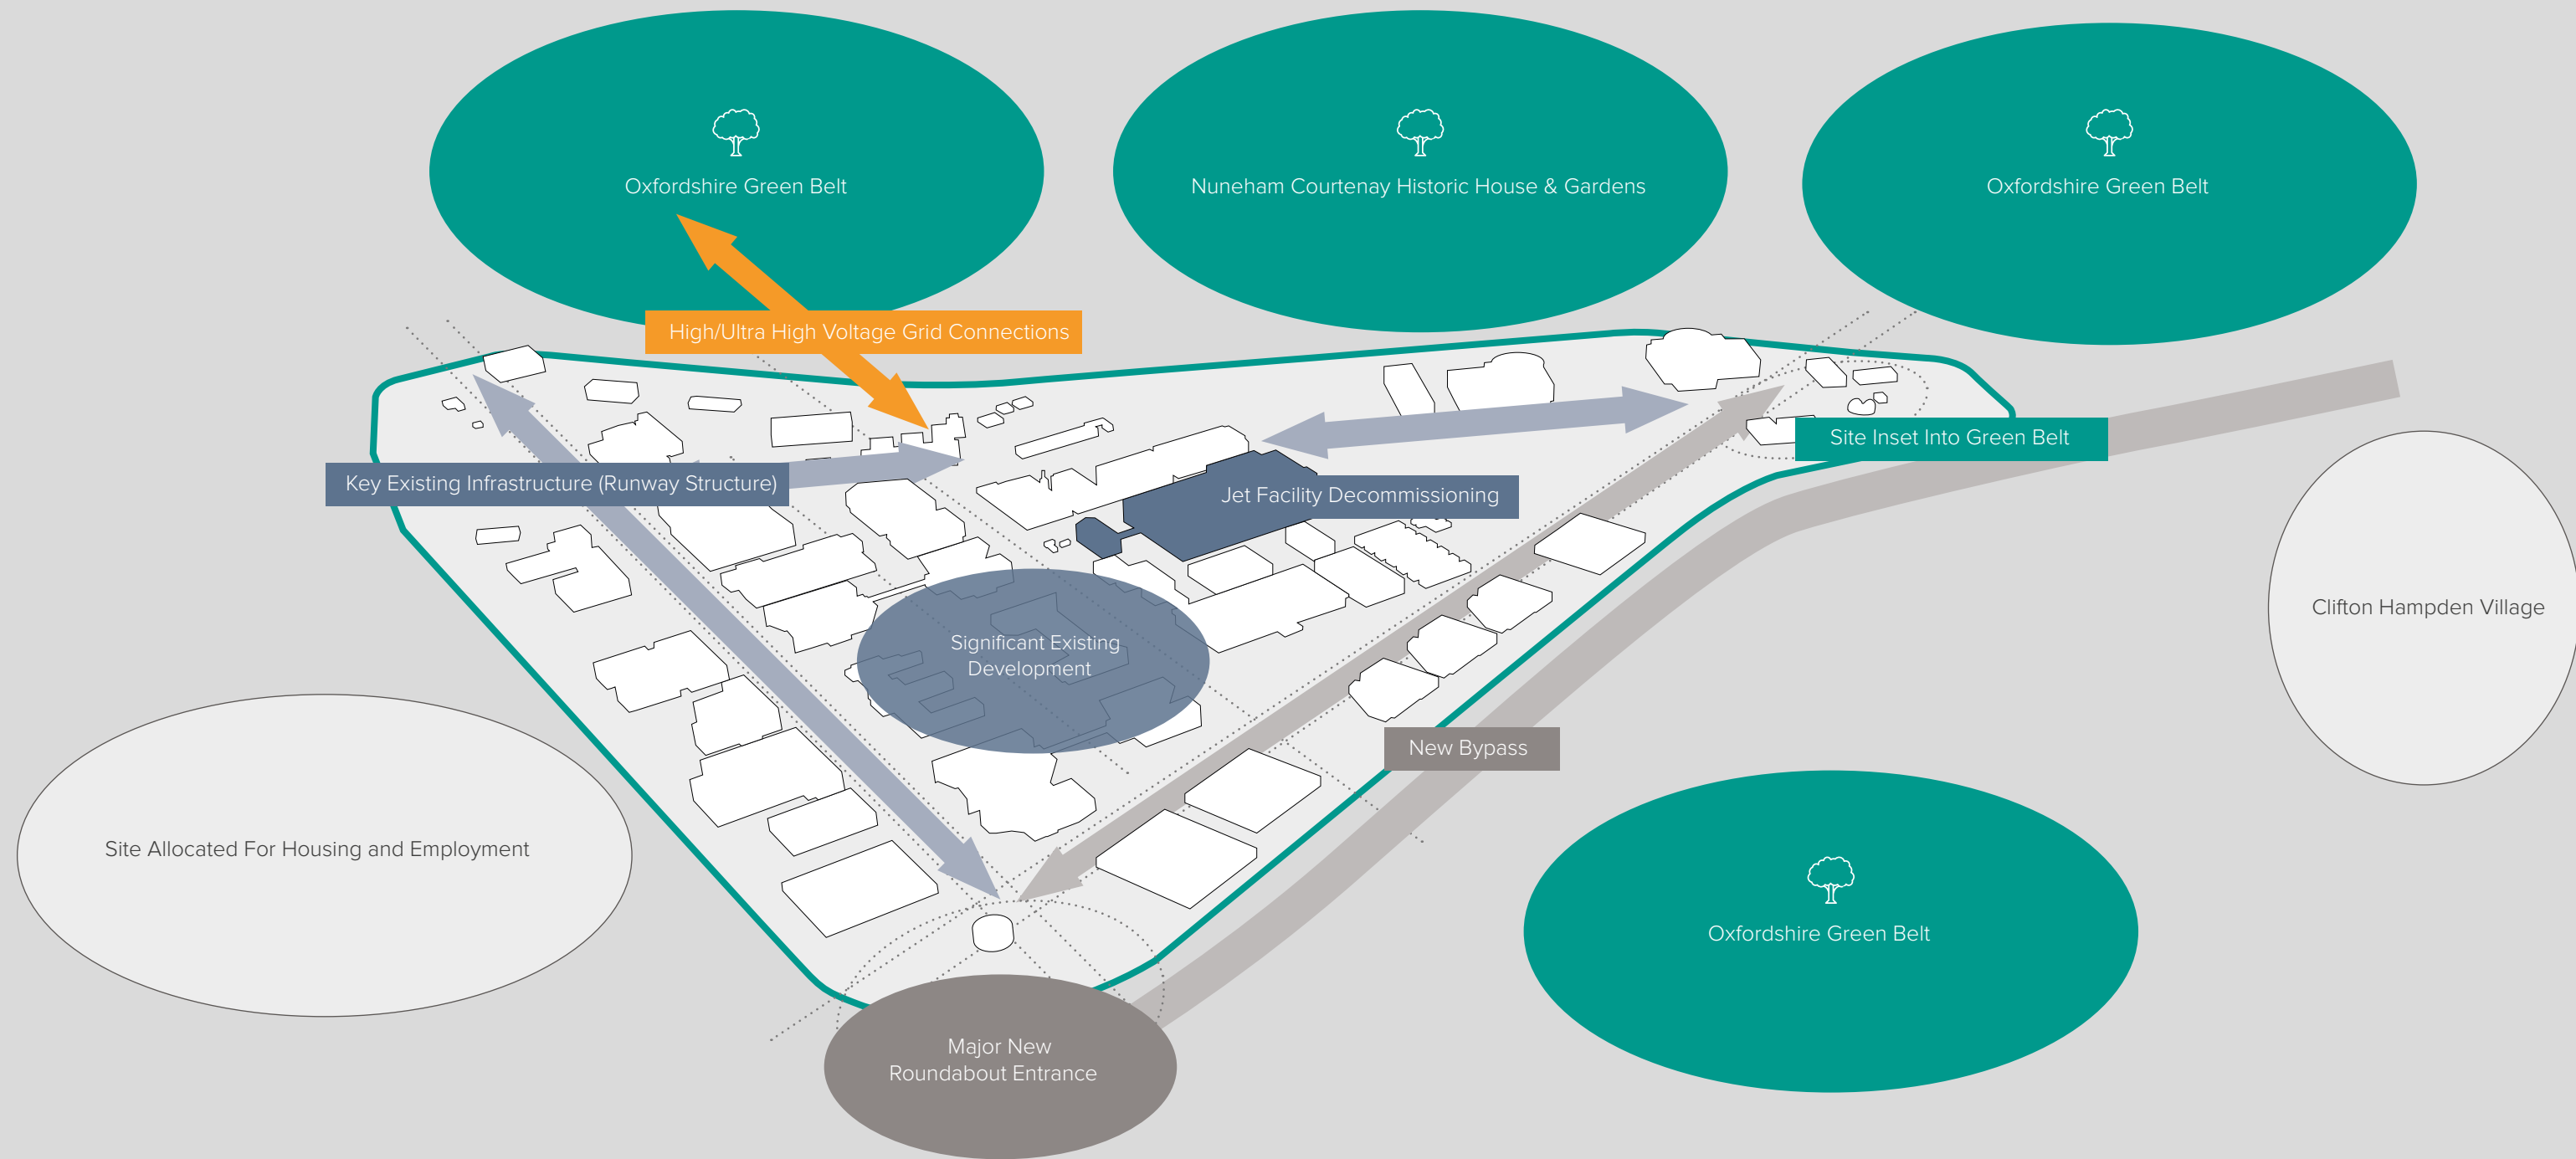 Oxfordshire Green Belt
Nuneham Courtenay Historic House & Gardens
Oxfordshire Green Belt
High/Ultra High Voltage Grid Connections
Site Inset Into Green Belt
Key Existing Infrastructure (Runway Structure)
Jet Facility Decommissioning
Clifton Hampden Village
Significant Existing
Development
New Bypass
Site Allocated For Housing and Employment
Oxfordshire Green Belt
Major New
Roundabout Entrance